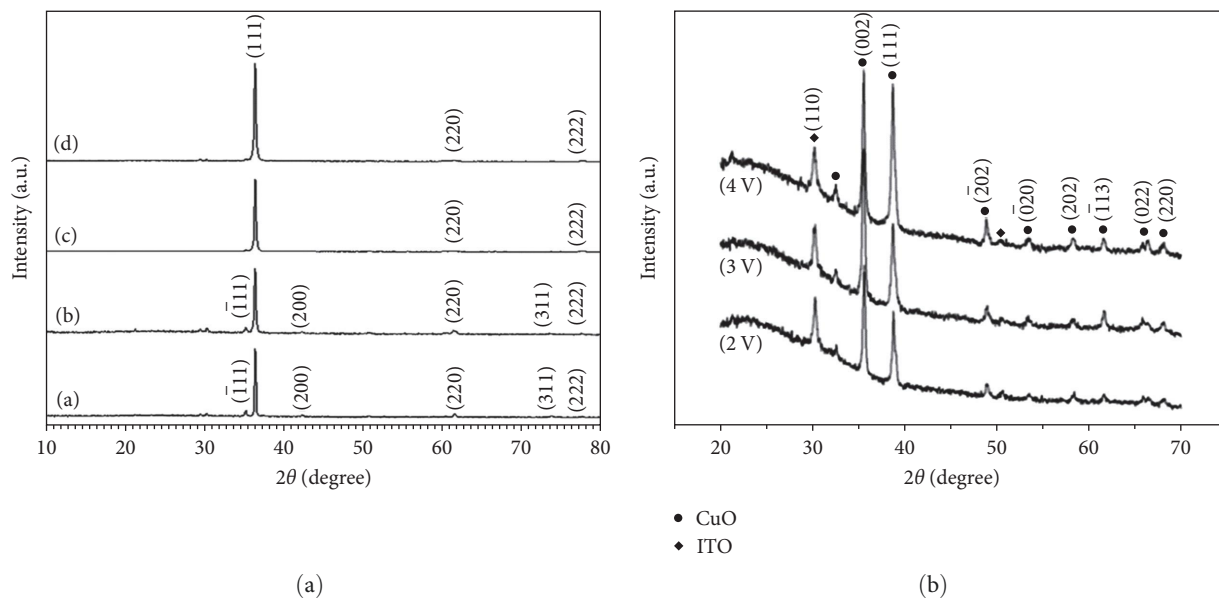 (111)
(d)
(220)
(222)
(c)
(220)
(222)
(b)
(1̄11)
(200)
(220)
(311)
(222)
(a)
(1̄11)
(200)
(220)
(311)
(222)
Intensity (a.u.)
10 20 30 40 50 60 70 80
2θ (degree)
(a)
(002)
(111)
(110)
(4 V)
(2̄02)
(0̄20)
(202)
(1̄13)
(022)
(220)
(3 V)
(2 V)
Intensity (a.u.)
20 30 40 50 60 70
2θ (degree)
CuO
ITO
(b)